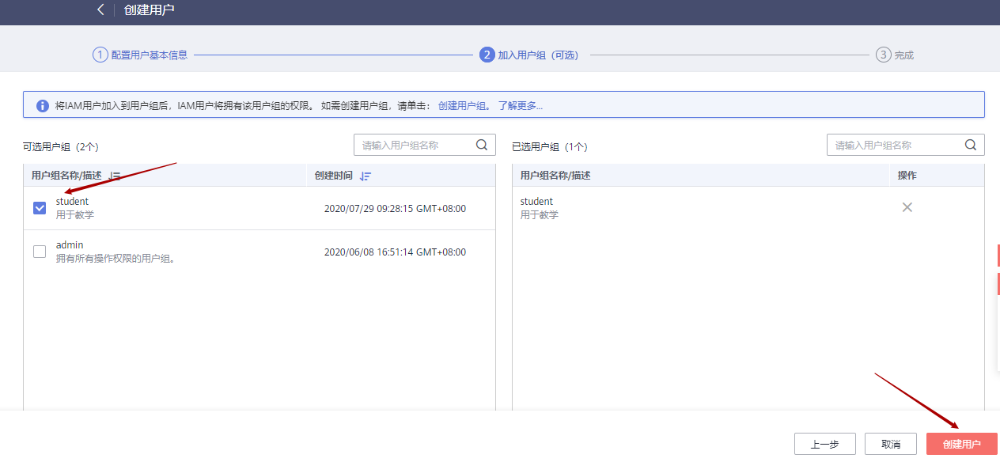 创建用户
1 配置用户基本信息
2 加入用户组（可选）
3 完成
将IAM用户加入到用户组后，IAM用户将拥有该用户组的权限。 如需创建用户组，请单击： 创建用户组。 了解更多...
可选用户组（2个）
请输入用户组名称
用户组名称/描述
创建时间
student
用于教学
2020/07/29 09:28:15 GMT+08:00
admin
拥有所有操作权限的用户组。
2020/06/08 16:51:14 GMT+08:00
已选用户组（1个）
请输入用户组名称
用户组名称/描述
操作
student
用于教学
上一步
取消
创建用户